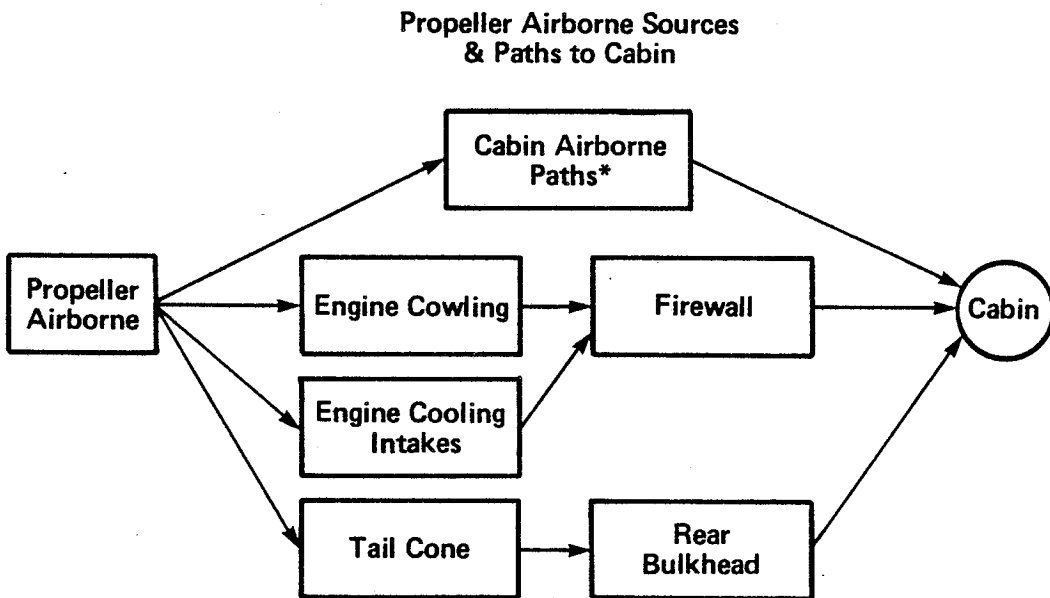 Propeller Airborne Sources
& Paths to Cabin
Cabin Airborne
Paths*
Propeller
Airborne
Engine Cowling
Firewall
Cabin
Engine Cooling
Intakes
Tail Cone
Rear
Bulkhead